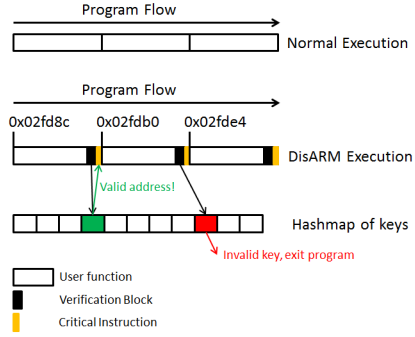 Program Flow
Normal Execution
Program Flow
0x02fd8c 0x02fdb0 0x02fde4
DisARM Execution
Valid address!
Hashmap of keys
Invalid key, exit program
User function
Verification Block
Critical Instruction